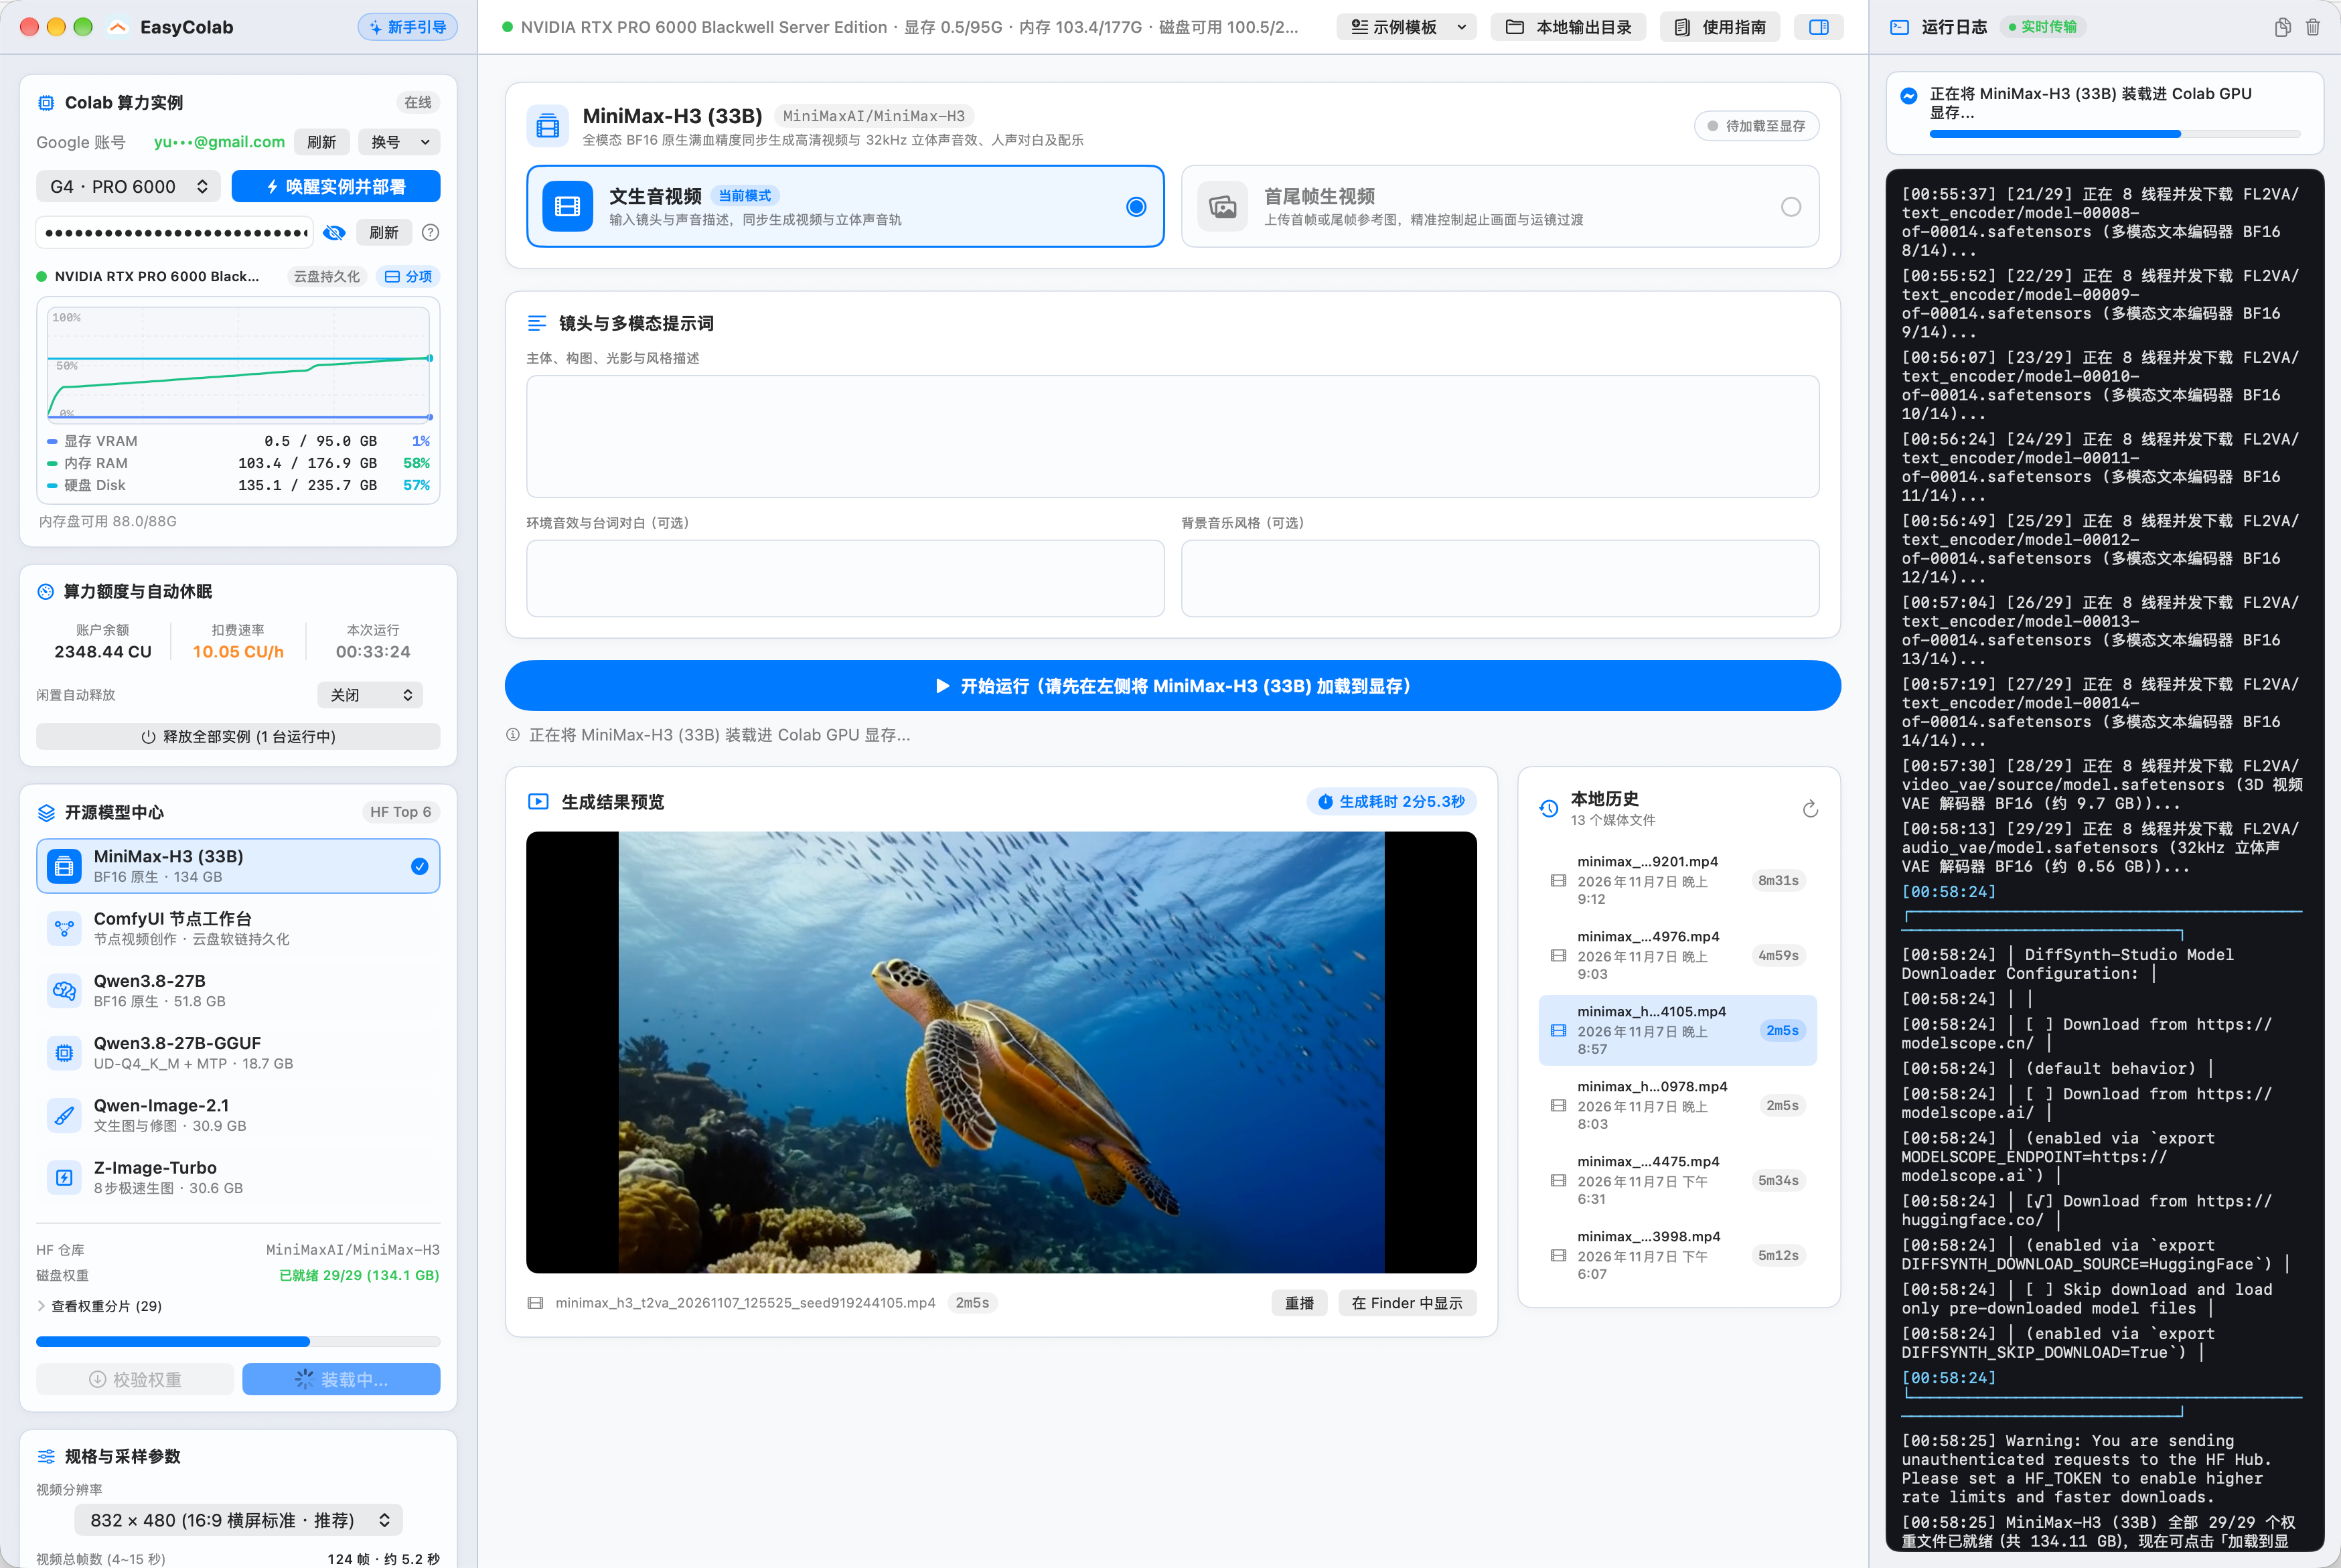 EasyColab
新手引导
NVIDIA RTX PRO 6000 Blackwell Server Edition · 显存 0.5/95G · 内存 103.4/177G · 磁盘可用 100.5/2...
示例模板
本地输出目录
使用指南
运行日志
实时传输
Colab 算力实例
在线
Google 账号
yu•••@gmail.com
刷新
换号
G4 · PRO 6000
唤醒实例并部署
刷新
NVIDIA RTX PRO 6000 Black...
云盘持久化
分项
100%
50%
0%
显存 VRAM 0.5 / 95.0 GB 1%
内存 RAM 103.4 / 176.9 GB 58%
硬盘 Disk 135.1 / 235.7 GB 57%
内存盘可用 88.0/88G
算力额度与自动休眠
账户余额 扣费速率 本次运行
2348.44 CU 10.05 CU/h 00:33:24
闲置自动释放
关闭
释放全部实例 (1 台运行中)
开源模型中心
HF Top 6
MiniMax-H3 (33B)
BF16 原生 · 134 GB
ComfyUI 节点工作台
节点视频创作 · 云盘软链持久化
Qwen3.8-27B
BF16 原生 · 51.8 GB
Qwen3.8-27B-GGUF
UD-Q4_K_M + MTP · 18.7 GB
Qwen-Image-2.1
文生图与修图 · 30.9 GB
Z-Image-Turbo
8步极速生图 · 30.6 GB
HF 仓库 MiniMaxAI/MiniMax-H3
磁盘权重 已就绪 29/29 (134.1 GB)
查看权重分片 (29)
校验权重
装载中...
规格与采样参数
视频分辨率
832 × 480 (16:9 横屏标准 · 推荐)
视频总帧数 (4~15 秒) 124 帧 · 约 5.2 秒
MiniMax-H3 (33B)
MiniMaxAI/MiniMax-H3
全模态 BF16 原生满血精度同步生成高清视频与 32kHz 立体声音效、人声对白及配乐
待加载至显存
文生音视频
当前模式
输入镜头与声音描述，同步生成视频与立体声音轨
首尾帧生视频
上传首帧或尾帧参考图，精准控制起止画面与运镜过渡
镜头与多模态提示词
主体、构图、光影与风格描述
环境音效与台词对白 (可选)
背景音乐风格 (可选)
开始运行（请先在左侧将 MiniMax-H3 (33B) 加载到显存）
正在将 MiniMax-H3 (33B) 装载进 Colab GPU 显存...
生成结果预览
生成耗时 2分5.3秒
minimax_h3_t2va_20261107_125525_seed919244105.mp4
2m5s
重播
在 Finder 中显示
本地历史
13 个媒体文件
minimax_...9201.mp4
2026年11月7日 晚上
9:12
8m31s
minimax_...4976.mp4
2026年11月7日 晚上
9:03
4m59s
minimax_h...4105.mp4
2026年11月7日 晚上
8:57
2m5s
minimax_h...0978.mp4
2026年11月7日 晚上
8:03
2m5s
minimax_...4475.mp4
2026年11月7日 下午
6:31
5m34s
minimax_...3998.mp4
2026年11月7日 下午
6:07
5m12s
正在将 MiniMax-H3 (33B) 装载进 Colab GPU
显存...
[00:55:37] [21/29] 正在 8 线程并发下载 FL2VA/
text_encoder/model-00008-
of-00014.safetensors (多模态文本编码器 BF16
8/14)...
[00:55:52] [22/29] 正在 8 线程并发下载 FL2VA/
text_encoder/model-00009-
of-00014.safetensors (多模态文本编码器 BF16
9/14)...
[00:56:07] [23/29] 正在 8 线程并发下载 FL2VA/
text_encoder/model-00010-
of-00014.safetensors (多模态文本编码器 BF16
10/14)...
[00:56:24] [24/29] 正在 8 线程并发下载 FL2VA/
text_encoder/model-00011-
of-00014.safetensors (多模态文本编码器 BF16
11/14)...
[00:56:49] [25/29] 正在 8 线程并发下载 FL2VA/
text_encoder/model-00012-
of-00014.safetensors (多模态文本编码器 BF16
12/14)...
[00:57:04] [26/29] 正在 8 线程并发下载 FL2VA/
text_encoder/model-00013-
of-00014.safetensors (多模态文本编码器 BF16
13/14)...
[00:57:19] [27/29] 正在 8 线程并发下载 FL2VA/
text_encoder/model-00014-
of-00014.safetensors (多模态文本编码器 BF16
14/14)...
[00:57:30] [28/29] 正在 8 线程并发下载 FL2VA/
video_vae/source/model.safetensors (3D 视频
VAE 解码器 BF16 (约 9.7 GB))...
[00:58:13] [29/29] 正在 8 线程并发下载 FL2VA/
audio_vae/model.safetensors (32kHz 立体声
VAE 解码器 BF16 (约 0.56 GB))...
[00:58:24]
[00:58:24] │ DiffSynth-Studio Model
Downloader Configuration: │
[00:58:24] │ │
[00:58:24] │ [ ] Download from https://
modelscope.cn/ │
[00:58:24] │ (default behavior) │
[00:58:24] │ [ ] Download from https://
modelscope.ai/ │
[00:58:24] │ (enabled via `export
MODELSCOPE_ENDPOINT=https://
modelscope.ai`) │
[00:58:24] │ [√] Download from https://
huggingface.co/ │
[00:58:24] │ (enabled via `export
DIFFSYNTH_DOWNLOAD_SOURCE=HuggingFace`) │
[00:58:24] │ [ ] Skip download and load
only pre-downloaded model files │
[00:58:24] │ (enabled via `export
DIFFSYNTH_SKIP_DOWNLOAD=True`) │
[00:58:24]
[00:58:25] Warning: You are sending
unauthenticated requests to the HF Hub.
Please set a HF_TOKEN to enable higher
rate limits and faster downloads.
[00:58:25] MiniMax-H3 (33B) 全部 29/29 个权
重文件已就绪 (共 134.11 GB)，现在可点击「加载到显